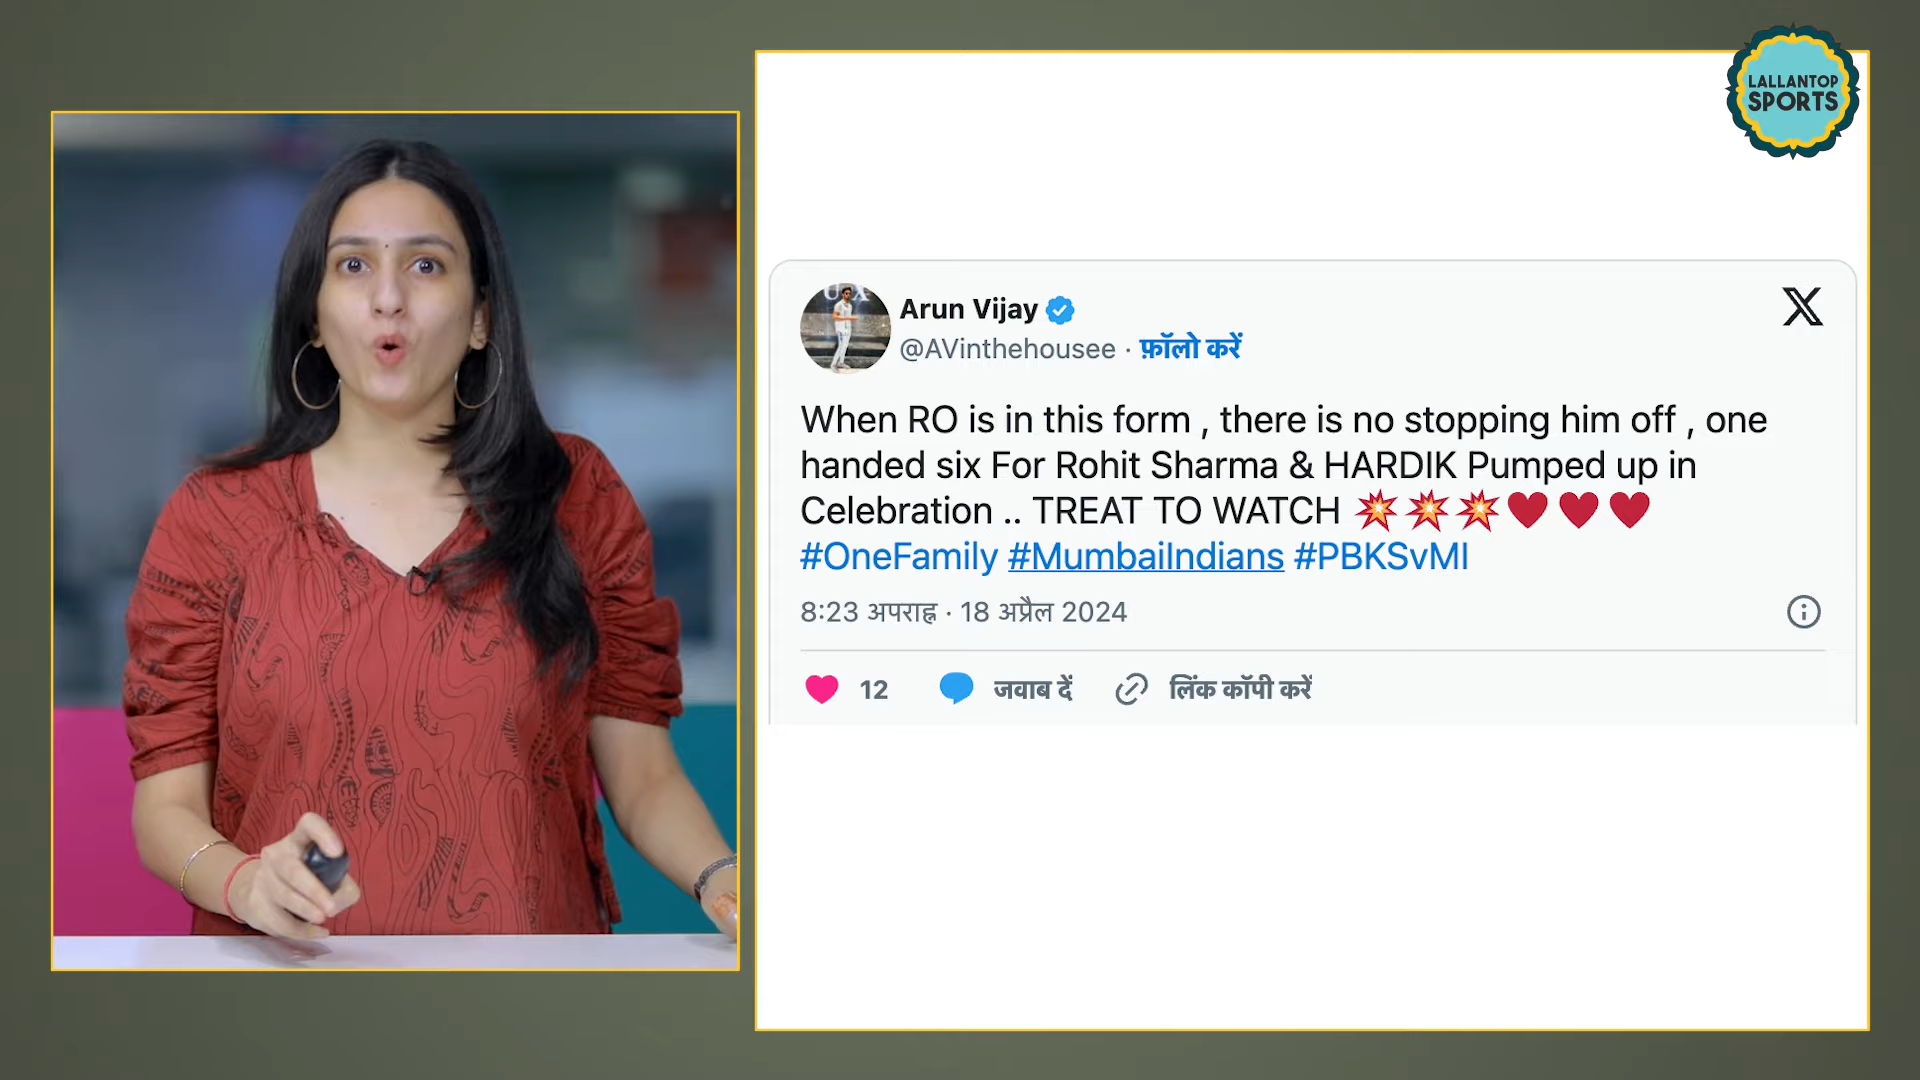 LALLANTOP
SPORTS
Arun Vijay
@AVinthehousee · फ़ॉलो करें
When RO is in this form , there is no stopping him off , one
handed six For Rohit Sharma & HARDIK Pumped up in
Celebration .. TREAT TO WATCH 💥💥💥♥️♥️♥️
#OneFamily #MumbaiIndians #PBKSvMI
8:23 अपराह्न · 18 अप्रैल 2024
12 जवाब दें लिंक कॉपी करें